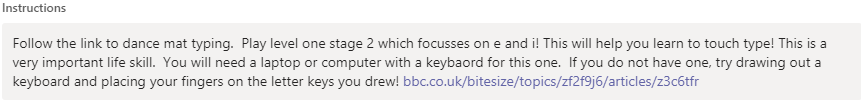 Instructions
Follow the link to dance mat typing.  Play level one stage 2 which focusses on e and i! This will help you learn to touch type! This is a
very important life skill.  You will need a laptop or computer with a keybaord for this one.  If you do not have one, try drawing out a
keyboard and placing your fingers on the letter keys you drew! bbc.co.uk/bitesize/topics/zf2f9j6/articles/z3c6tfr